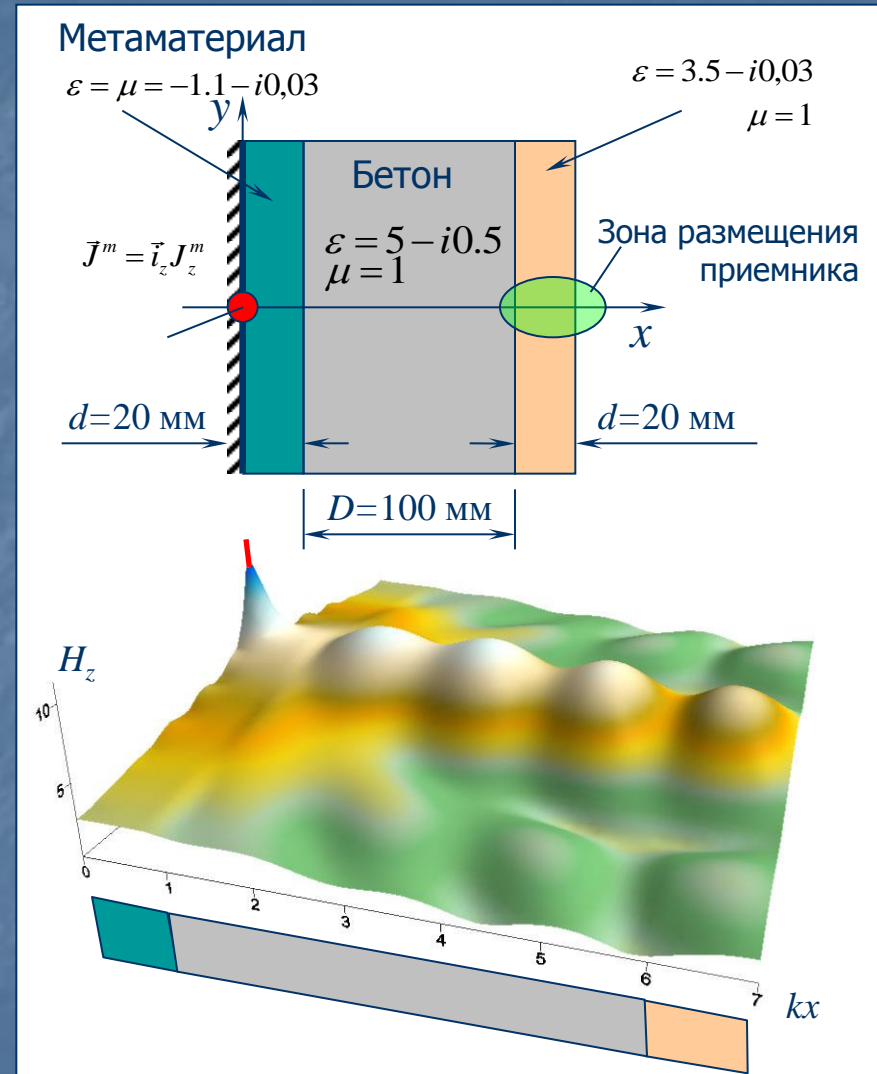 Метаматериал
ε = μ = −1.1 − i0,03
ε = 3.5 − i0,03
μ = 1
y
Бетон
J⃗ᵐ = i⃗_z J_zᵐ
ε = 5 − i0.5
μ = 1
Зона размещения
приемника
x
d=20 мм
d=20 мм
D=100 мм
H_z
10
5
0
1
2
3
4
5
6
7
kx